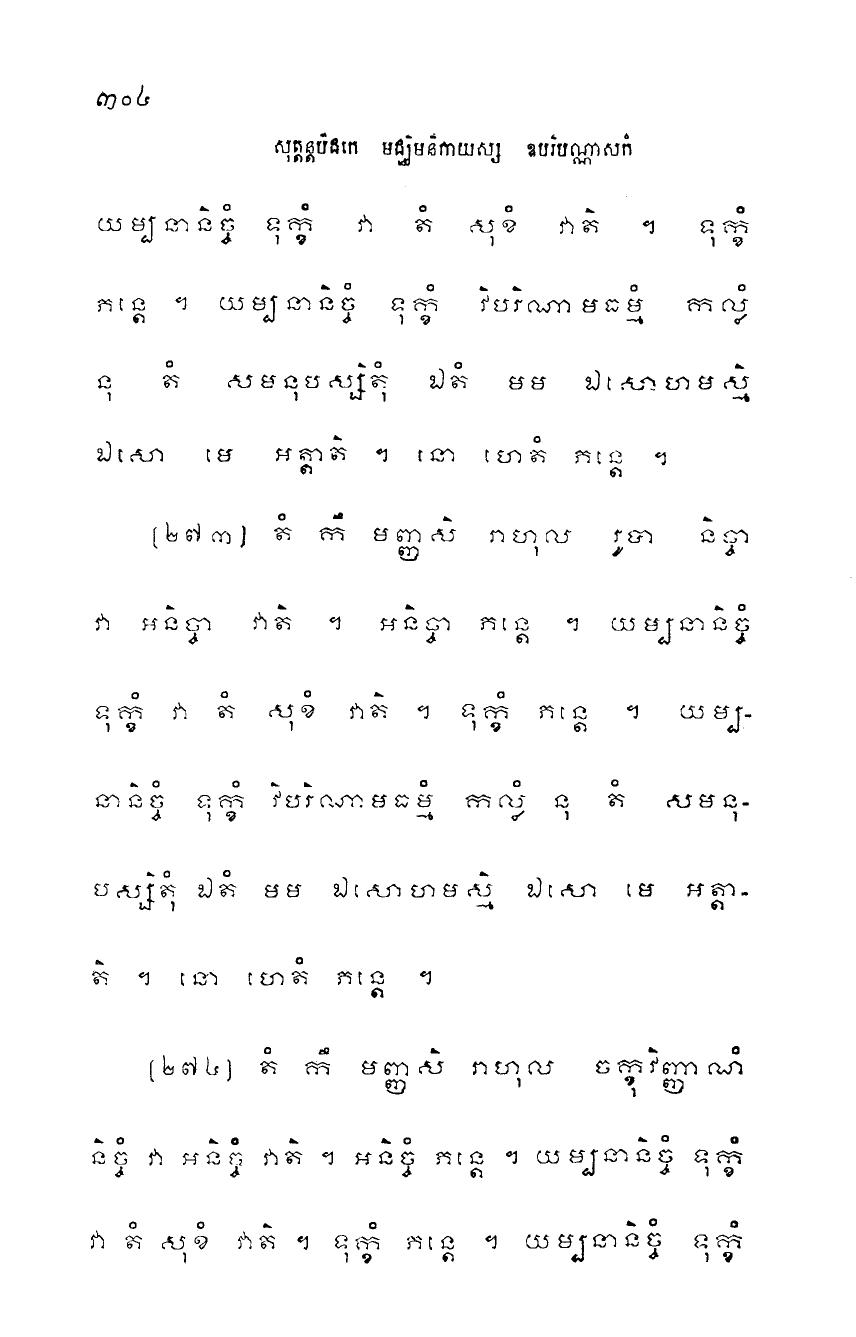 ៣០៤
សុត្តន្តបិដកេ មជ្ឈិមនិកាយស្ស ឧបរិបណ្ណាសកំ
យម្បនានិច្ចំ ទុក្ខំ វា តំ សុខំ វាតិ ។ ទុក្ខំ
ភន្តេ ។ យម្បនានិច្ចំ ទុក្ខំ វិបរិណាមធម្មំ កល្លំ
នុ តំ សមនុបស្សិតុំ ឯតំ មម ឯសោហមស្មិ
ឯសោ មេ អត្តាតិ ។ នោ ហេតំ ភន្តេ ។
[២៧៣] តំ កឹ មញ្ញសិ រាហុល រូបា និច្ចា
វា អនិច្ចា វាតិ ។ អនិច្ចា ភន្តេ ។ យម្បនានិច្ចំ
ទុក្ខំ វា តំ សុខំ វាតិ ។ ទុក្ខំ ភន្តេ ។ យម្ប-
នានិច្ចំ ទុក្ខំ វិបរិណាមធម្មំ កល្លំ នុ តំ សមនុ-
បស្សិតុំ ឯតំ មម ឯសោហមស្មិ ឯសោ មេ អត្តា-
តិ ។ នោ ហេតំ ភន្តេ ។
[២៧៤] តំ កឹ មញ្ញសិ រាហុល ចក្ខុវិញ្ញាណំ
និច្ចំ វា អនិច្ចំ វាតិ ។ អនិច្ចំ ភន្តេ ។ យម្បនានិច្ចំ ទុក្ខំ
វា តំ សុខំ វាតិ ។ ទុក្ខំ ភន្តេ ។ យម្បនានិច្ចំ ទុក្ខំ